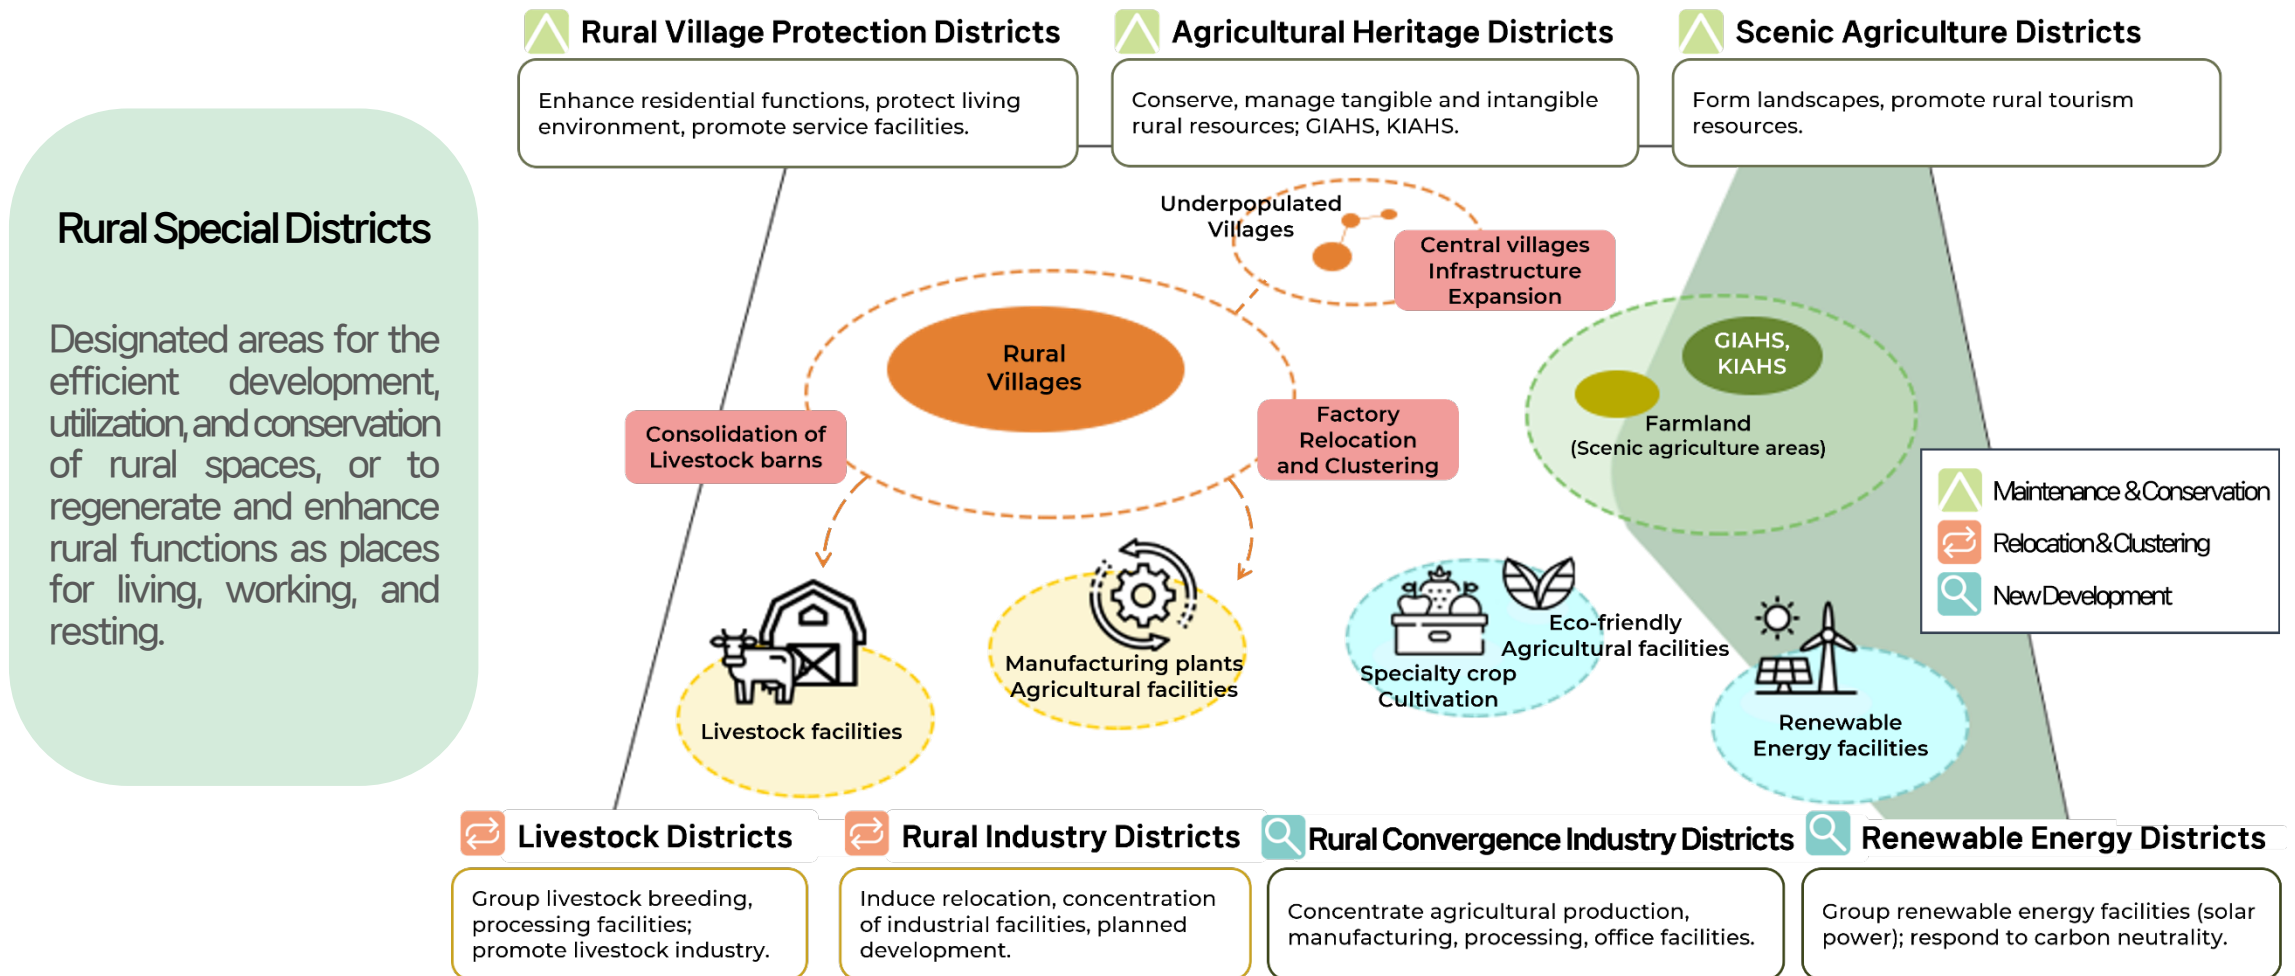 Rural Village Protection Districts
Enhance residential functions, protect living
environment, promote service facilities.
Agricultural Heritage Districts
Conserve, manage tangible and intangible
rural resources; GIAHS, KIAHS.
Scenic Agriculture Districts
Form landscapes, promote rural tourism
resources.
Rural Special Districts
Designated areas for the
efficient development,
utilization, and conservation
of rural spaces, or to
regenerate and enhance
rural functions as places
for living, working, and
resting.
Underpopulated
Villages
Central villages
Infrastructure
Expansion
Rural
Villages
GIAHS,
KIAHS
Farmland
(Scenic agriculture areas)
Consolidation of
Livestock barns
Factory
Relocation
and Clustering
Maintenance & Conservation
Relocation & Clustering
New Development
Livestock facilities
Manufacturing plants
Agricultural facilities
Specialty crop
Cultivation
Eco-friendly
Agricultural facilities
Renewable
Energy facilities
Livestock Districts
Group livestock breeding,
processing facilities;
promote livestock industry.
Rural Industry Districts
Induce relocation, concentration
of industrial facilities, planned
development.
Rural Convergence Industry Districts
Concentrate agricultural production,
manufacturing, processing, office facilities.
Renewable Energy Districts
Group renewable energy facilities (solar
power); respond to carbon neutrality.